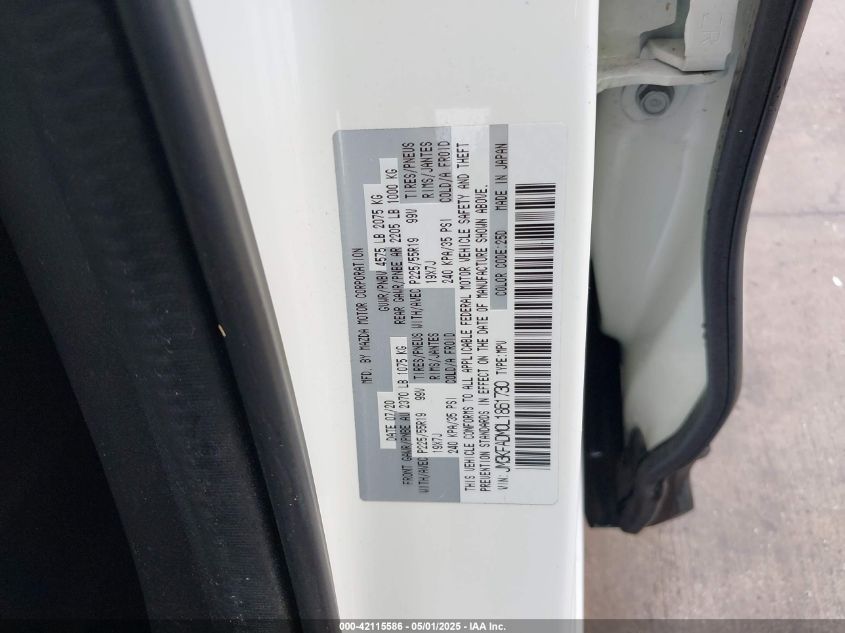 MFD. BY MAZDA MOTOR CORPORATION
DATE 07/20 GVWR/PNBV 4575 LB 2075 KG
FRONT GAWR/PNBE AV 2370 LB 1075 KG REAR GAWR/PNBE AR 2205 LB 1000 KG
WITH/AVEC P225/55R19 99V TIRES/PNEUS WITH/AVEC P225/55R19 99V TIRES/PNEUS
19X7J RIMS/JANTES 19X7J RIMS/JANTES
240 KPA/35 PSI COLD/A FROID 240 KPA/35 PSI COLD/A FROID
THIS VEHICLE CONFORMS TO ALL APPLICABLE FEDERAL MOTOR VEHICLE SAFETY AND THEFT
PREVENTION STANDARDS IN EFFECT ON THE DATE OF MANUFACTURE SHOWN ABOVE.
COLOR CODE:25D MADE IN JAPAN
VIN: JM3KFADM0L1861730 TYPE:MPV
000-42115586 - 05/01/2025 - IAA Inc.